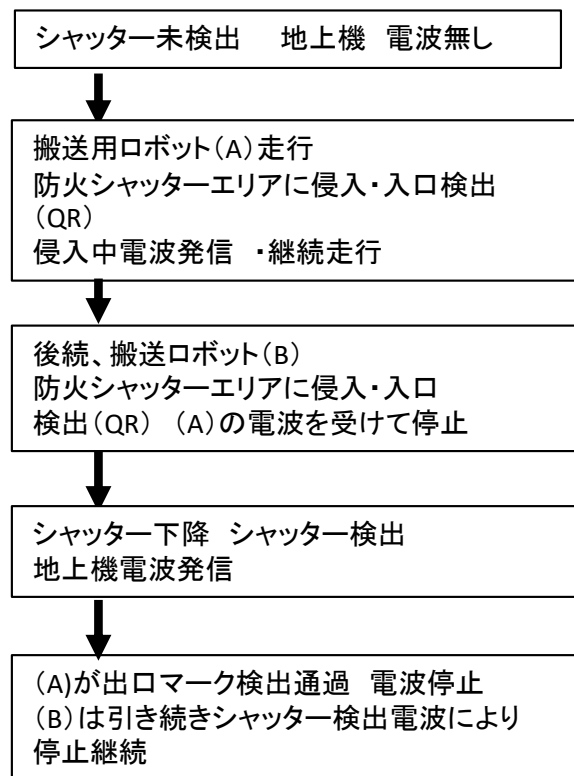 シャッター未検出　地上機 電波無し
搬送用ロボット(A)走行
防火シャッターエリアに侵入・入口検出
(QR)
侵入中電波発信 ・継続走行
後続、搬送ロボット(B)
防火シャッターエリアに侵入・入口
検出(QR) (A)の電波を受けて停止
シャッター下降 シャッター検出
地上機電波発信
(A)が出口マーク検出通過 電波停止
(B)は引き続きシャッター検出電波により
停止継続